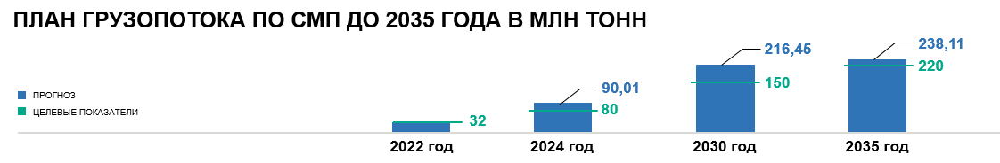 ПЛАН ГРУЗОПОТОКА ПО СМП ДО 2035 ГОДА В МЛН ТОНН
ПРОГНОЗ
ЦЕЛЕВЫЕ ПОКАЗАТЕЛИ
32
90,01
80
216,45
150
238,11
220
2022 год
2024 год
2030 год
2035 год